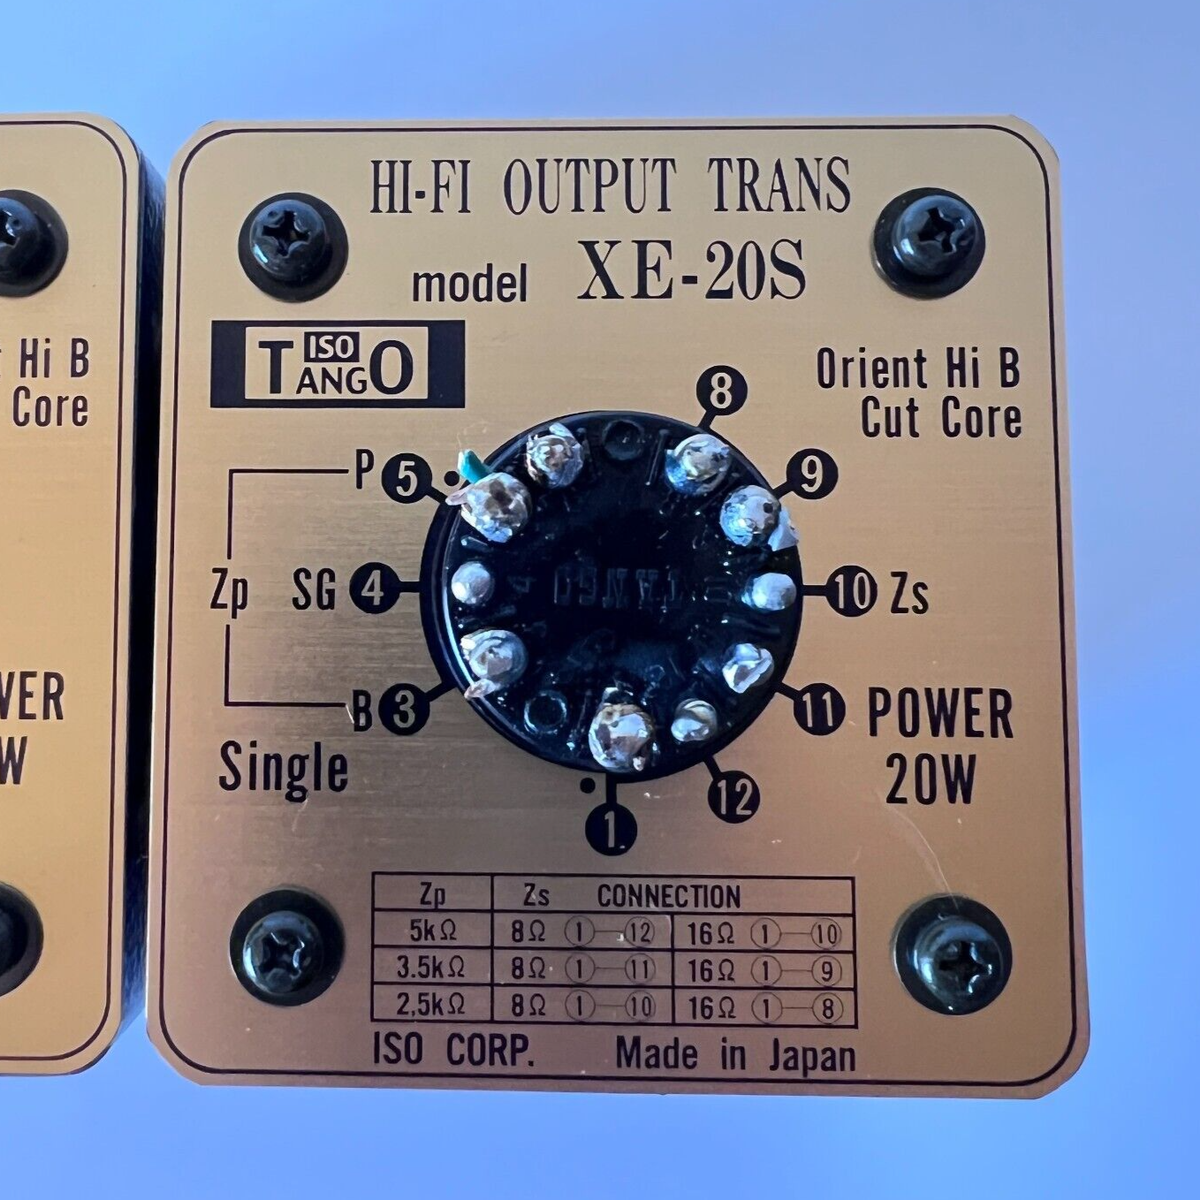 HI-FI OUTPUT TRANS
model XE-20S
ISO
TANGO
Orient Hi B
Cut Core
Hi B
Core
8
9
P 5
Zp SG 4
10 Zs
B 3
11 POWER
20W
Single
12
1.
VER
W
TANGO
Zp Zs CONNECTION
5kΩ 8Ω ①—⑫ 16Ω ①—⑩
3.5kΩ 8Ω ①—⑪ 16Ω ①—⑨
2,5kΩ 8Ω ①—⑩ 16Ω ①—⑧
ISO CORP. Made in Japan